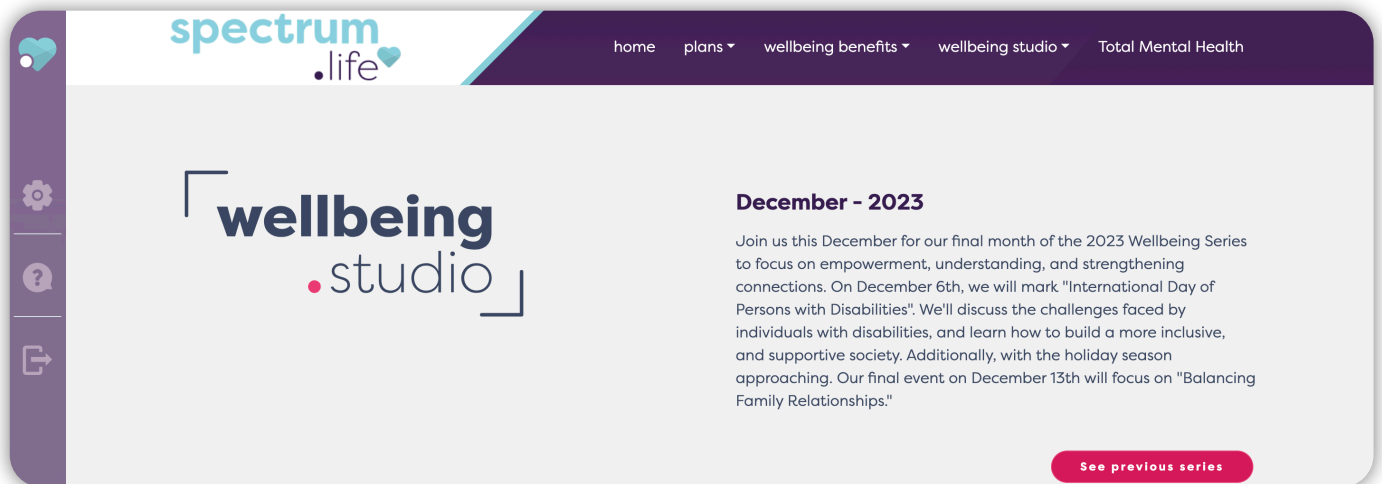 spectrum
.life
home plans wellbeing benefits wellbeing studio Total Mental Health
wellbeing
.studio
December - 2023
Join us this December for our final month of the 2023 Wellbeing Series
to focus on empowerment, understanding, and strengthening
connections. On December 6th, we will mark "International Day of
Persons with Disabilities". We'll discuss the challenges faced by
individuals with disabilities, and learn how to build a more inclusive,
and supportive society. Additionally, with the holiday season
approaching. Our final event on December 13th will focus on "Balancing
Family Relationships."
See previous series